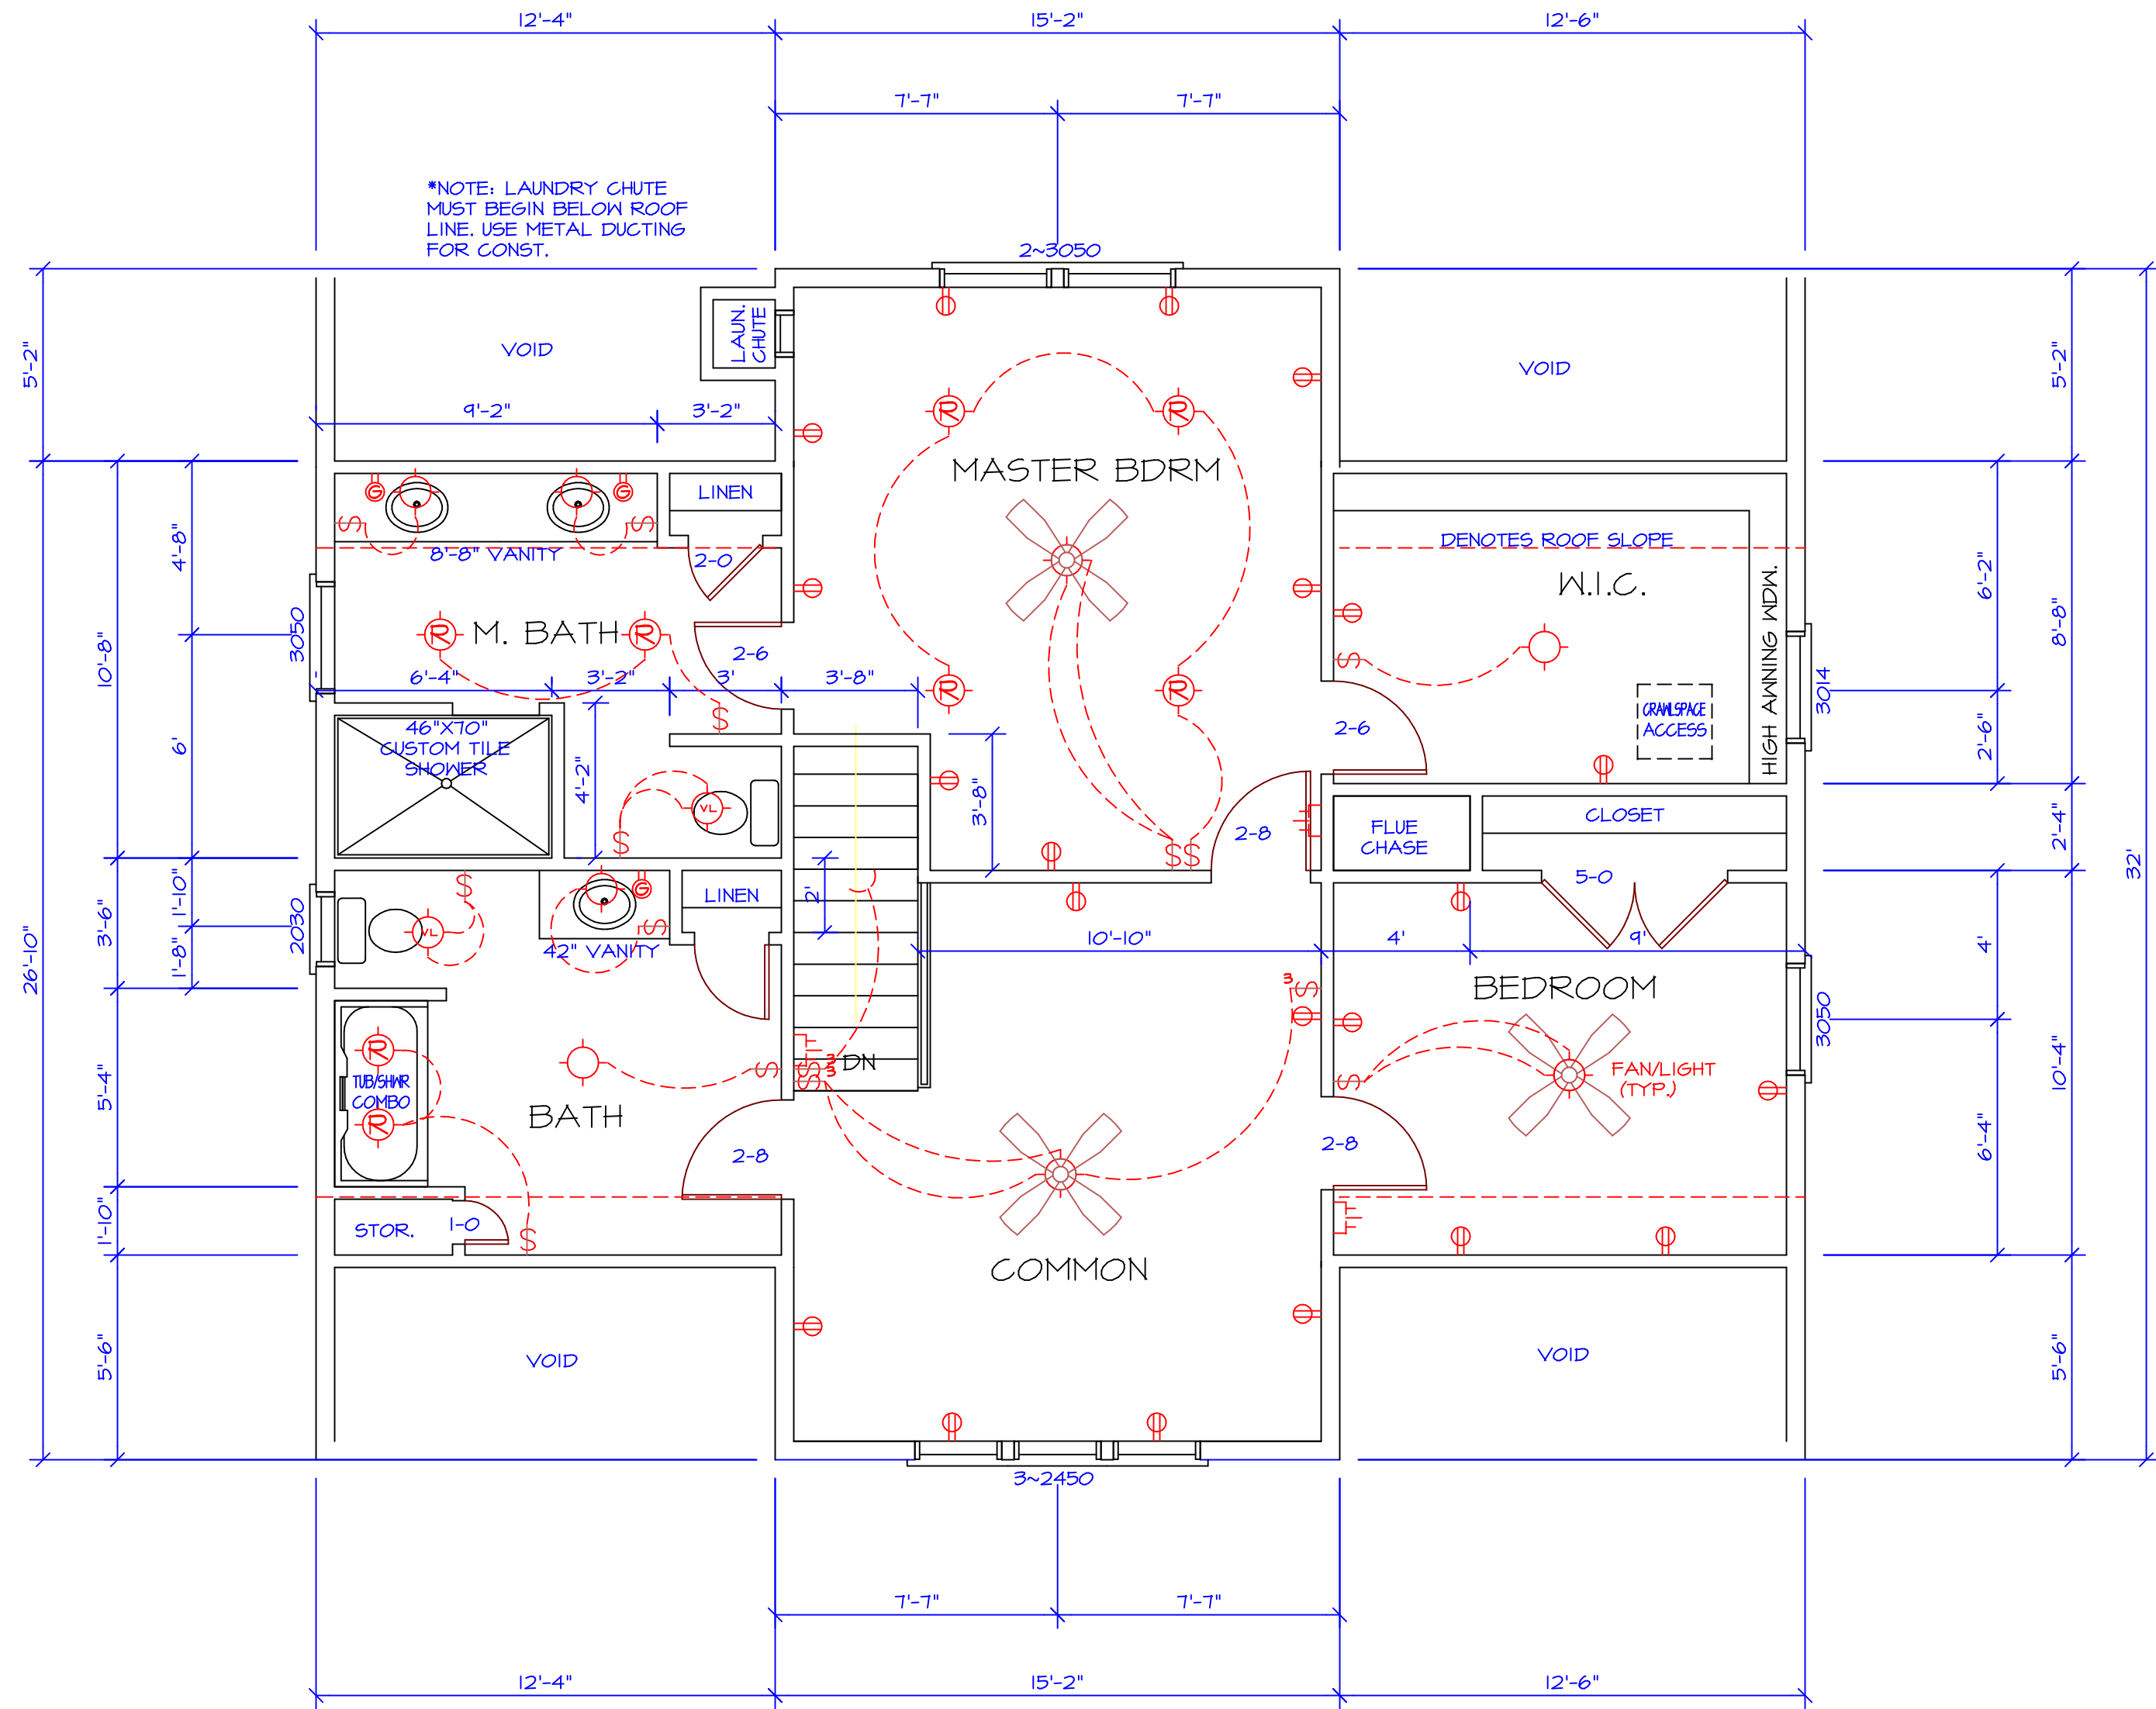 12'-4"
15'-2"
12'-6"
7'-7"
7'-7"
*NOTE: LAUNDRY CHUTE
MUST BEGIN BELOW ROOF
LINE. USE METAL DUCTING
FOR CONST.
2~3050
5'-2"
VOID
LAUN.
CHUTE
VOID
5'-2"
9'-2"
3'-2"
R
R
MASTER BDRM
G
G
LINEN
$
$
8'-8" VANITY
2-0
DENOTES ROOF SLOPE
W.I.C.
HIGH AWNING WDW.
4'-8"
10'-8"
3050
R
M. BATH
R
2-6
6'-2"
8'-8"
$
6'-4"
3'-2"
3'
3'-8"
R
R
3014
CRAWLSPACE
ACCESS
2-6
2'-6"
$
46"X70"
CUSTOM TILE
SHOWER
6'
4'-2"
3'-8"
VL
$
2-8
$$
FLUE
CHASE
CLOSET
2'-4"
32'
5-0
1'-10"
3'-6"
1'-8"
2030
$
VL
G
$
LINEN
2'
42" VANITY
26'-10"
10'-10"
4'
9'
4'
BEDROOM
3
$
3050
R
TUB/SHWR
COMBO
R
5'-4"
$
$
3
3
$
DN
$
FAN/LIGHT
(TYP.)
10'-4"
BATH
2-8
2-8
6'-4"
STOR.
1-0
$
1'-10"
COMMON
5'-6"
VOID
VOID
5'-6"
3~2450
7'-7"
7'-7"
12'-4"
15'-2"
12'-6"